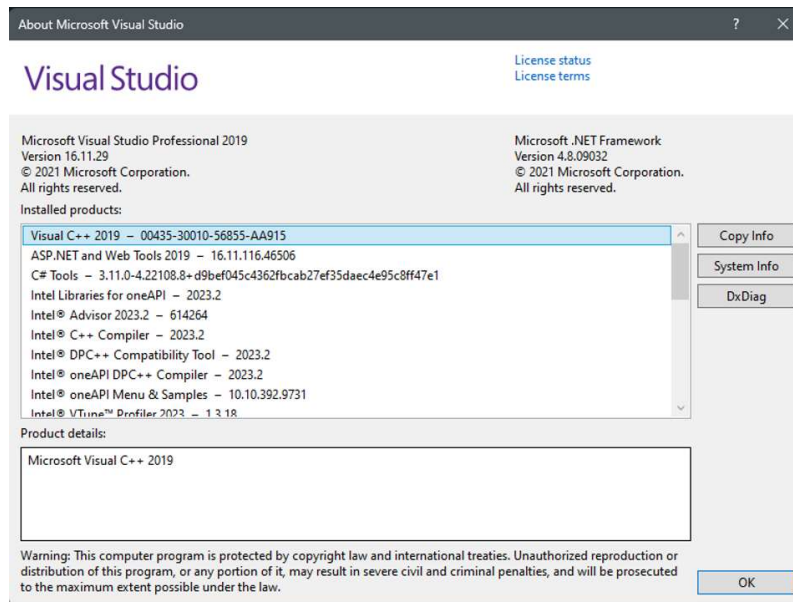 About Microsoft Visual Studio
Visual Studio
License status
License terms
Microsoft Visual Studio Professional 2019
Version 16.11.29
© 2021 Microsoft Corporation.
All rights reserved.
Microsoft .NET Framework
Version 4.8.09032
© 2021 Microsoft Corporation.
All rights reserved.
Installed products:
Visual C++ 2019 – 00435-30010-56855-AA915
ASP.NET and Web Tools 2019 – 16.11.116.46506
C# Tools – 3.11.0-4.22108.8+d9bef045c4362fbcab27ef35daec4e95c8ff47e1
Intel Libraries for oneAPI – 2023.2
Intel® Advisor 2023.2 – 614264
Intel® C++ Compiler – 2023.2
Intel® DPC++ Compatibility Tool – 2023.2
Intel® oneAPI DPC++ Compiler – 2023.2
Intel® oneAPI Menu & Samples – 10.10.392.9731
Intel® VTune™ Profiler 2023 – 1.3.18
Copy Info
System Info
DxDiag
Product details:
Microsoft Visual C++ 2019
Warning: This computer program is protected by copyright law and international treaties. Unauthorized reproduction or
distribution of this program, or any portion of it, may result in severe civil and criminal penalties, and will be prosecuted
to the maximum extent possible under the law.
OK